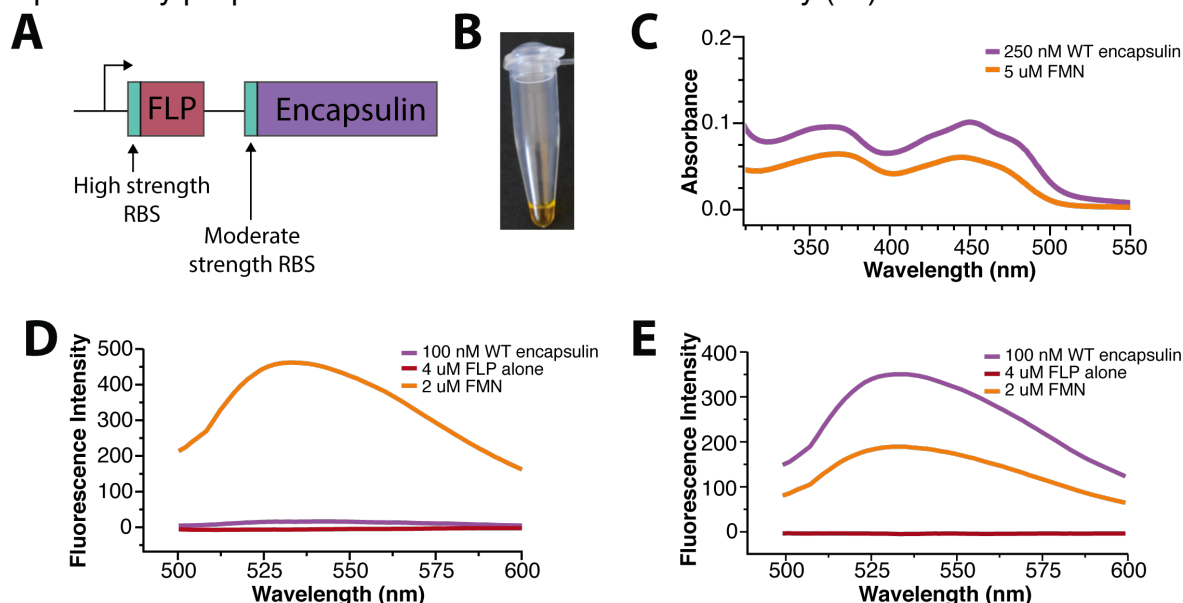 A
FLP
Encapsulin
High strength
RBS
Moderate
strength RBS
B
C
0.2
0.1
0.0
Absorbance
250 nM WT encapsulin
5 uM FMN
350 400 450 500 550
Wavelength (nm)
D
500
400
300
200
100
0
Fluorescence Intensity
100 nM WT encapsulin
4 uM FLP alone
2 uM FMN
500 525 550 575 600
Wavelength (nm)
E
400
300
200
100
0
Fluorescence Intensity
100 nM WT encapsulin
4 uM FLP alone
2 uM FMN
500 525 550 575 600
Wavelength (nm)